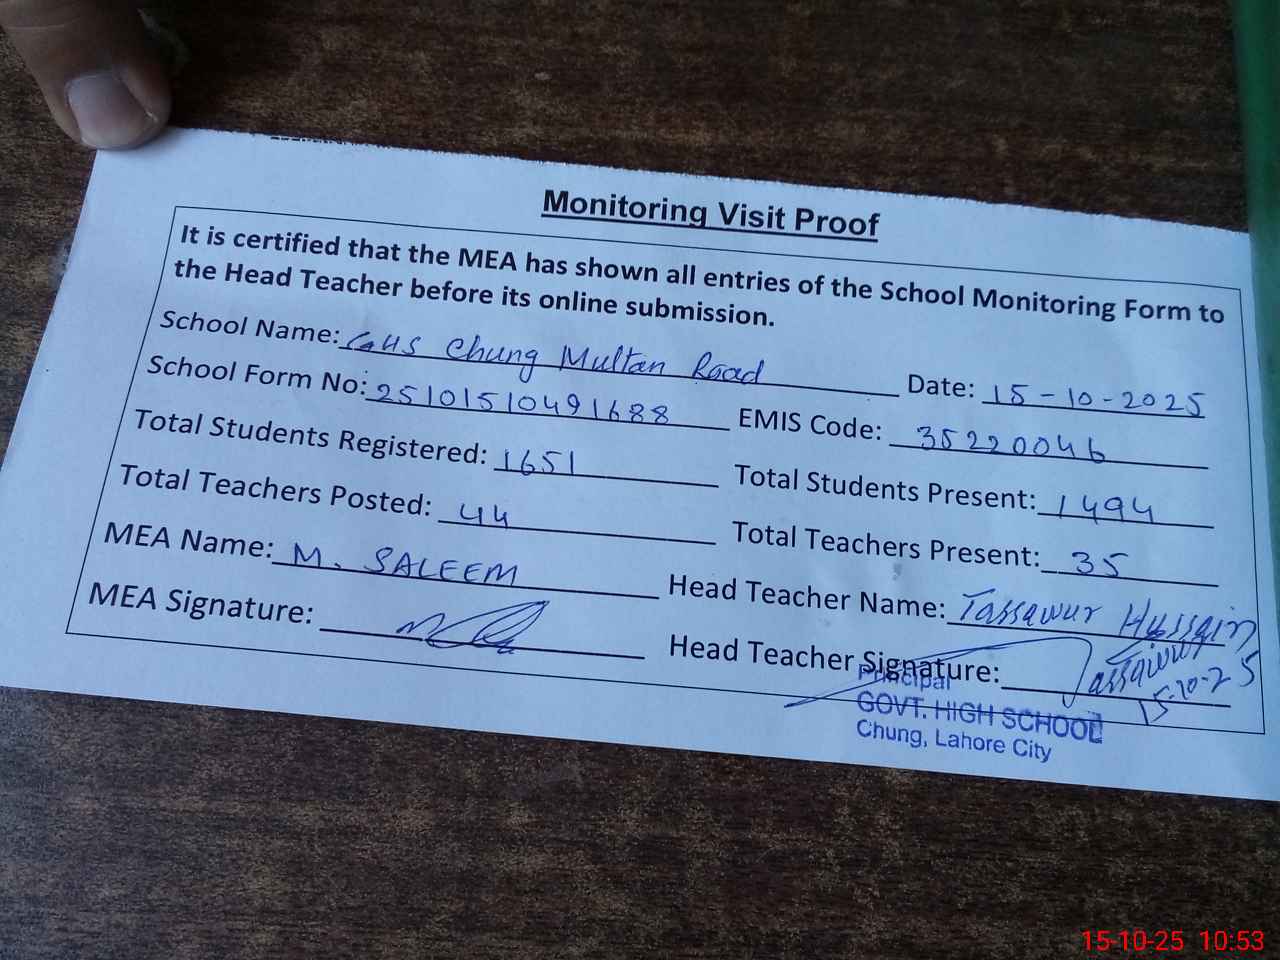 Monitoring Visit Proof
It is certified that the MEA has shown all entries of the School Monitoring Form to
the Head Teacher before its online submission.
School Name: GHS Chung Multan Road Date: 15-10-2025
School Form No: 25101510491688 EMIS Code: 35220046
Total Students Registered: 1651 Total Students Present: 1494
Total Teachers Posted: 44 Total Teachers Present: 35
MEA Name: M. SALEEM Head Teacher Name: Tassawur Hussain
MEA Signature: Head Teacher Signature: Tassawur
15-10-25
Principal
GOVT. HIGH SCHOOL
Chung, Lahore City
15-10-25 10:53